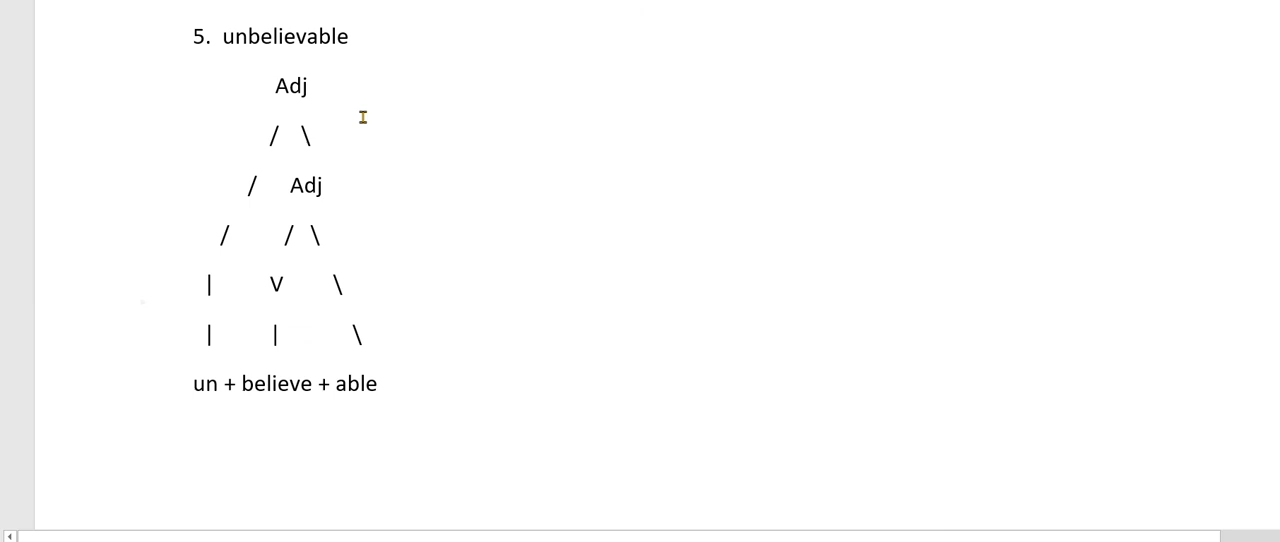 5. unbelievable
Adj
/ \
/ Adj
/ / \
| V \
| | \
un + believe + able